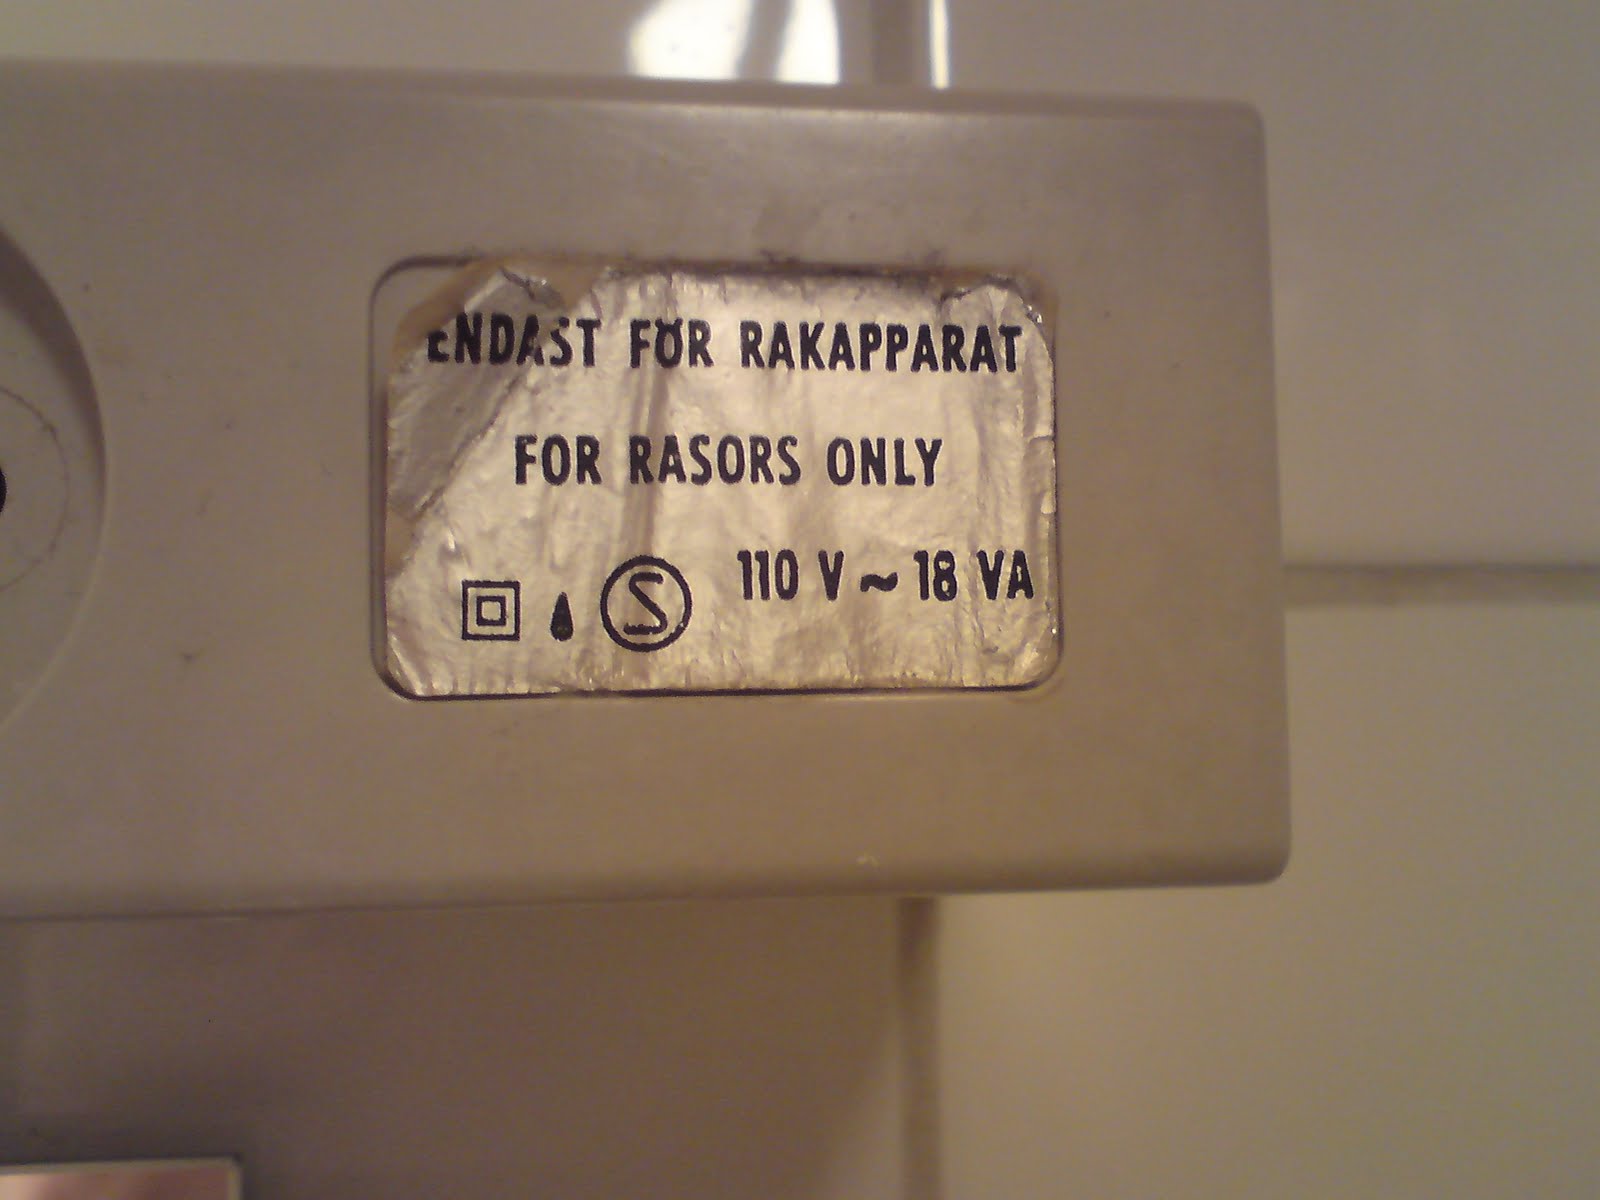 ENDAST FÖR RAKAPPARAT
FOR RASORS ONLY
S 110 V ~ 18 VA